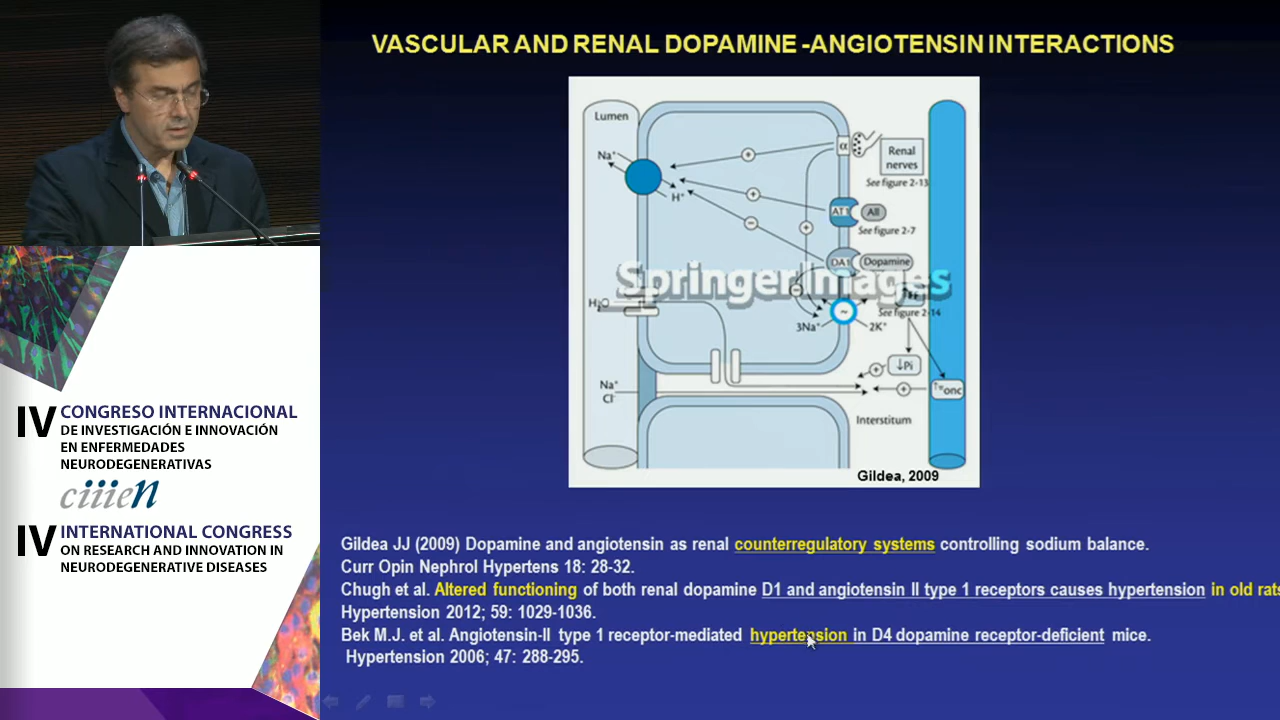 VASCULAR AND RENAL DOPAMINE -ANGIOTENSIN INTERACTIONS
Lumen
Na⁺
H⁺
α
Renal
nerves
See figure 2-13
AT1
AII
See figure 2-7
DA1
Dopamine
Springer Images
H₂O
See figure 2-14
3Na⁺
2K⁺
~
↓Pi
Na⁺
Cl⁻
↑πonc
Interstitum
Gildea, 2009
Gildea JJ (2009) Dopamine and angiotensin as renal counterregulatory systems controlling sodium balance.
Curr Opin Nephrol Hypertens 18: 28-32.
Chugh et al. Altered functioning of both renal dopamine D1 and angiotensin II type 1 receptors causes hypertension in old rats
Hypertension 2012; 59: 1029-1036.
Bek M.J. et al. Angiotensin-II type 1 receptor-mediated hypertension in D4 dopamine receptor-deficient mice.
Hypertension 2006; 47: 288-295.
IV CONGRESO INTERNACIONAL
DE INVESTIGACIÓN E INNOVACIÓN
EN ENFERMEDADES
NEURODEGENERATIVAS
ciiien
IV INTERNATIONAL CONGRESS
ON RESEARCH AND INNOVATION IN
NEURODEGENERATIVE DISEASES